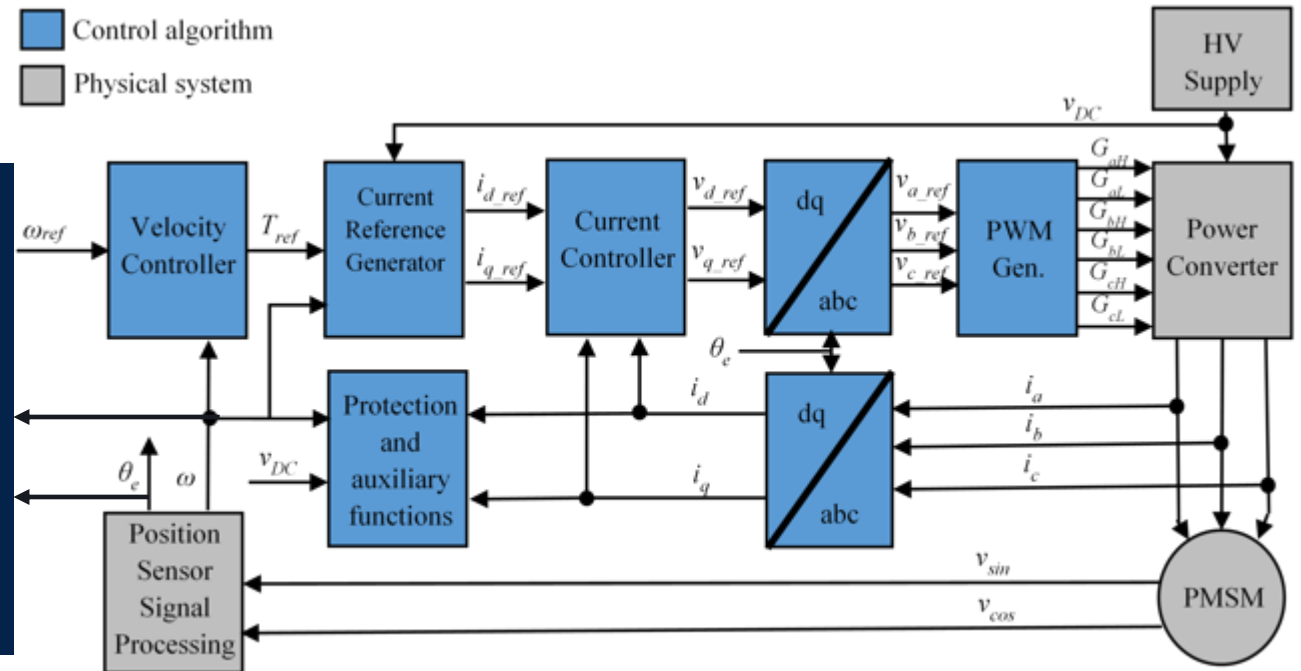 Control algorithm
Physical system
HV
Supply
v_DC
ωref
Velocity
Controller
T_ref
Current
Reference
Generator
i_d_ref
i_q_ref
Current
Controller
v_d_ref
v_q_ref
dq
abc
v_a_ref
v_b_ref
v_c_ref
PWM
Gen.
G_aH
G_aL
G_bH
G_bL
G_cH
G_cL
Power
Converter
θ_e
Protection
and
auxiliary
functions
v_DC
i_d
i_q
dq
abc
i_a
i_b
i_c
θ_e
ω
Position
Sensor
Signal
Processing
v_sin
v_cos
PMSM